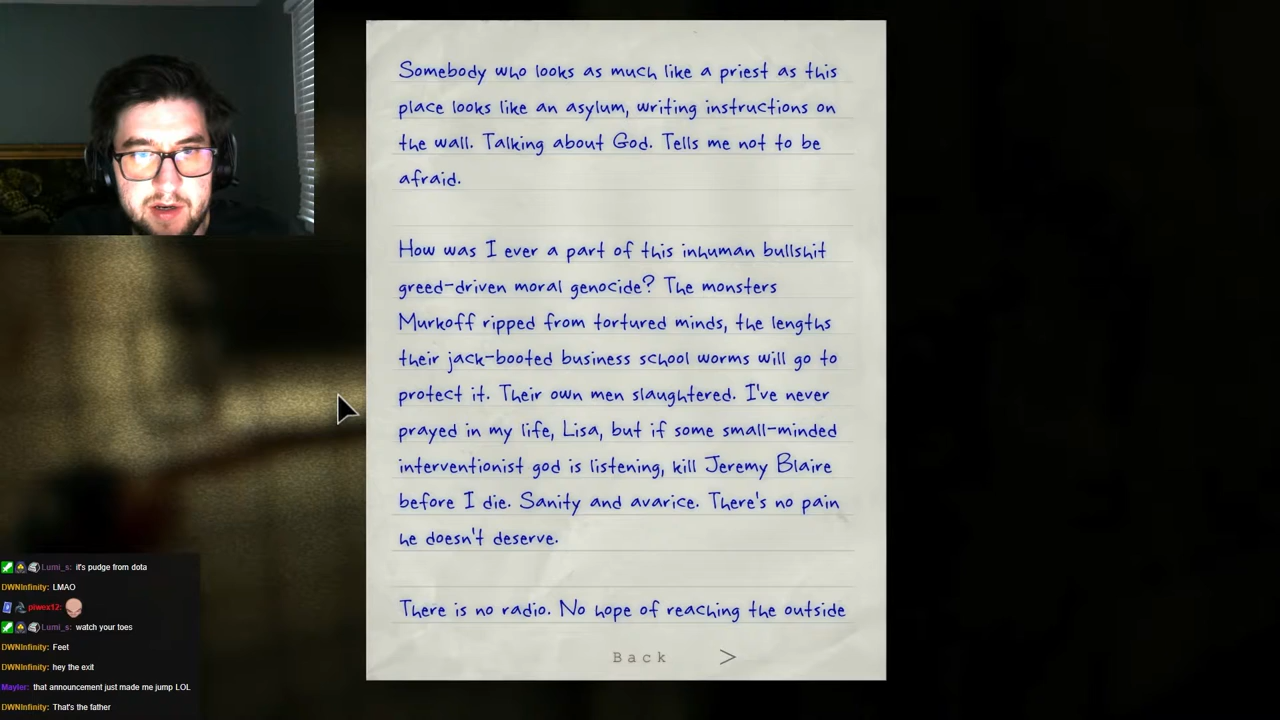 Somebody who looks as much like a priest as this
place looks like an asylum, writing instructions on
the wall. Talking about God. Tells me not to be
afraid.
How was I ever a part of this inhuman bullshit
greed-driven moral genocide? The monsters
Murkoff ripped from tortured minds, the lengths
their jack-booted business school worms will go to
protect it. Their own men slaughtered. I've never
prayed in my life, Lisa, but if some small-minded
interventionist god is listening, kill Jeremy Blaire
before I die. Sanity and avarice. There's no pain
he doesn't deserve.
There is no radio. No hope of reaching the outside
Back >
Lumi_s: it's pudge from dota
DWNInfinity: LMAO
piwex12:
Lumi_s: watch your toes
DWNInfinity: Feet
DWNInfinity: hey the exit
Mayler: that announcement just made me jump LOL
DWNInfinity: That's the father